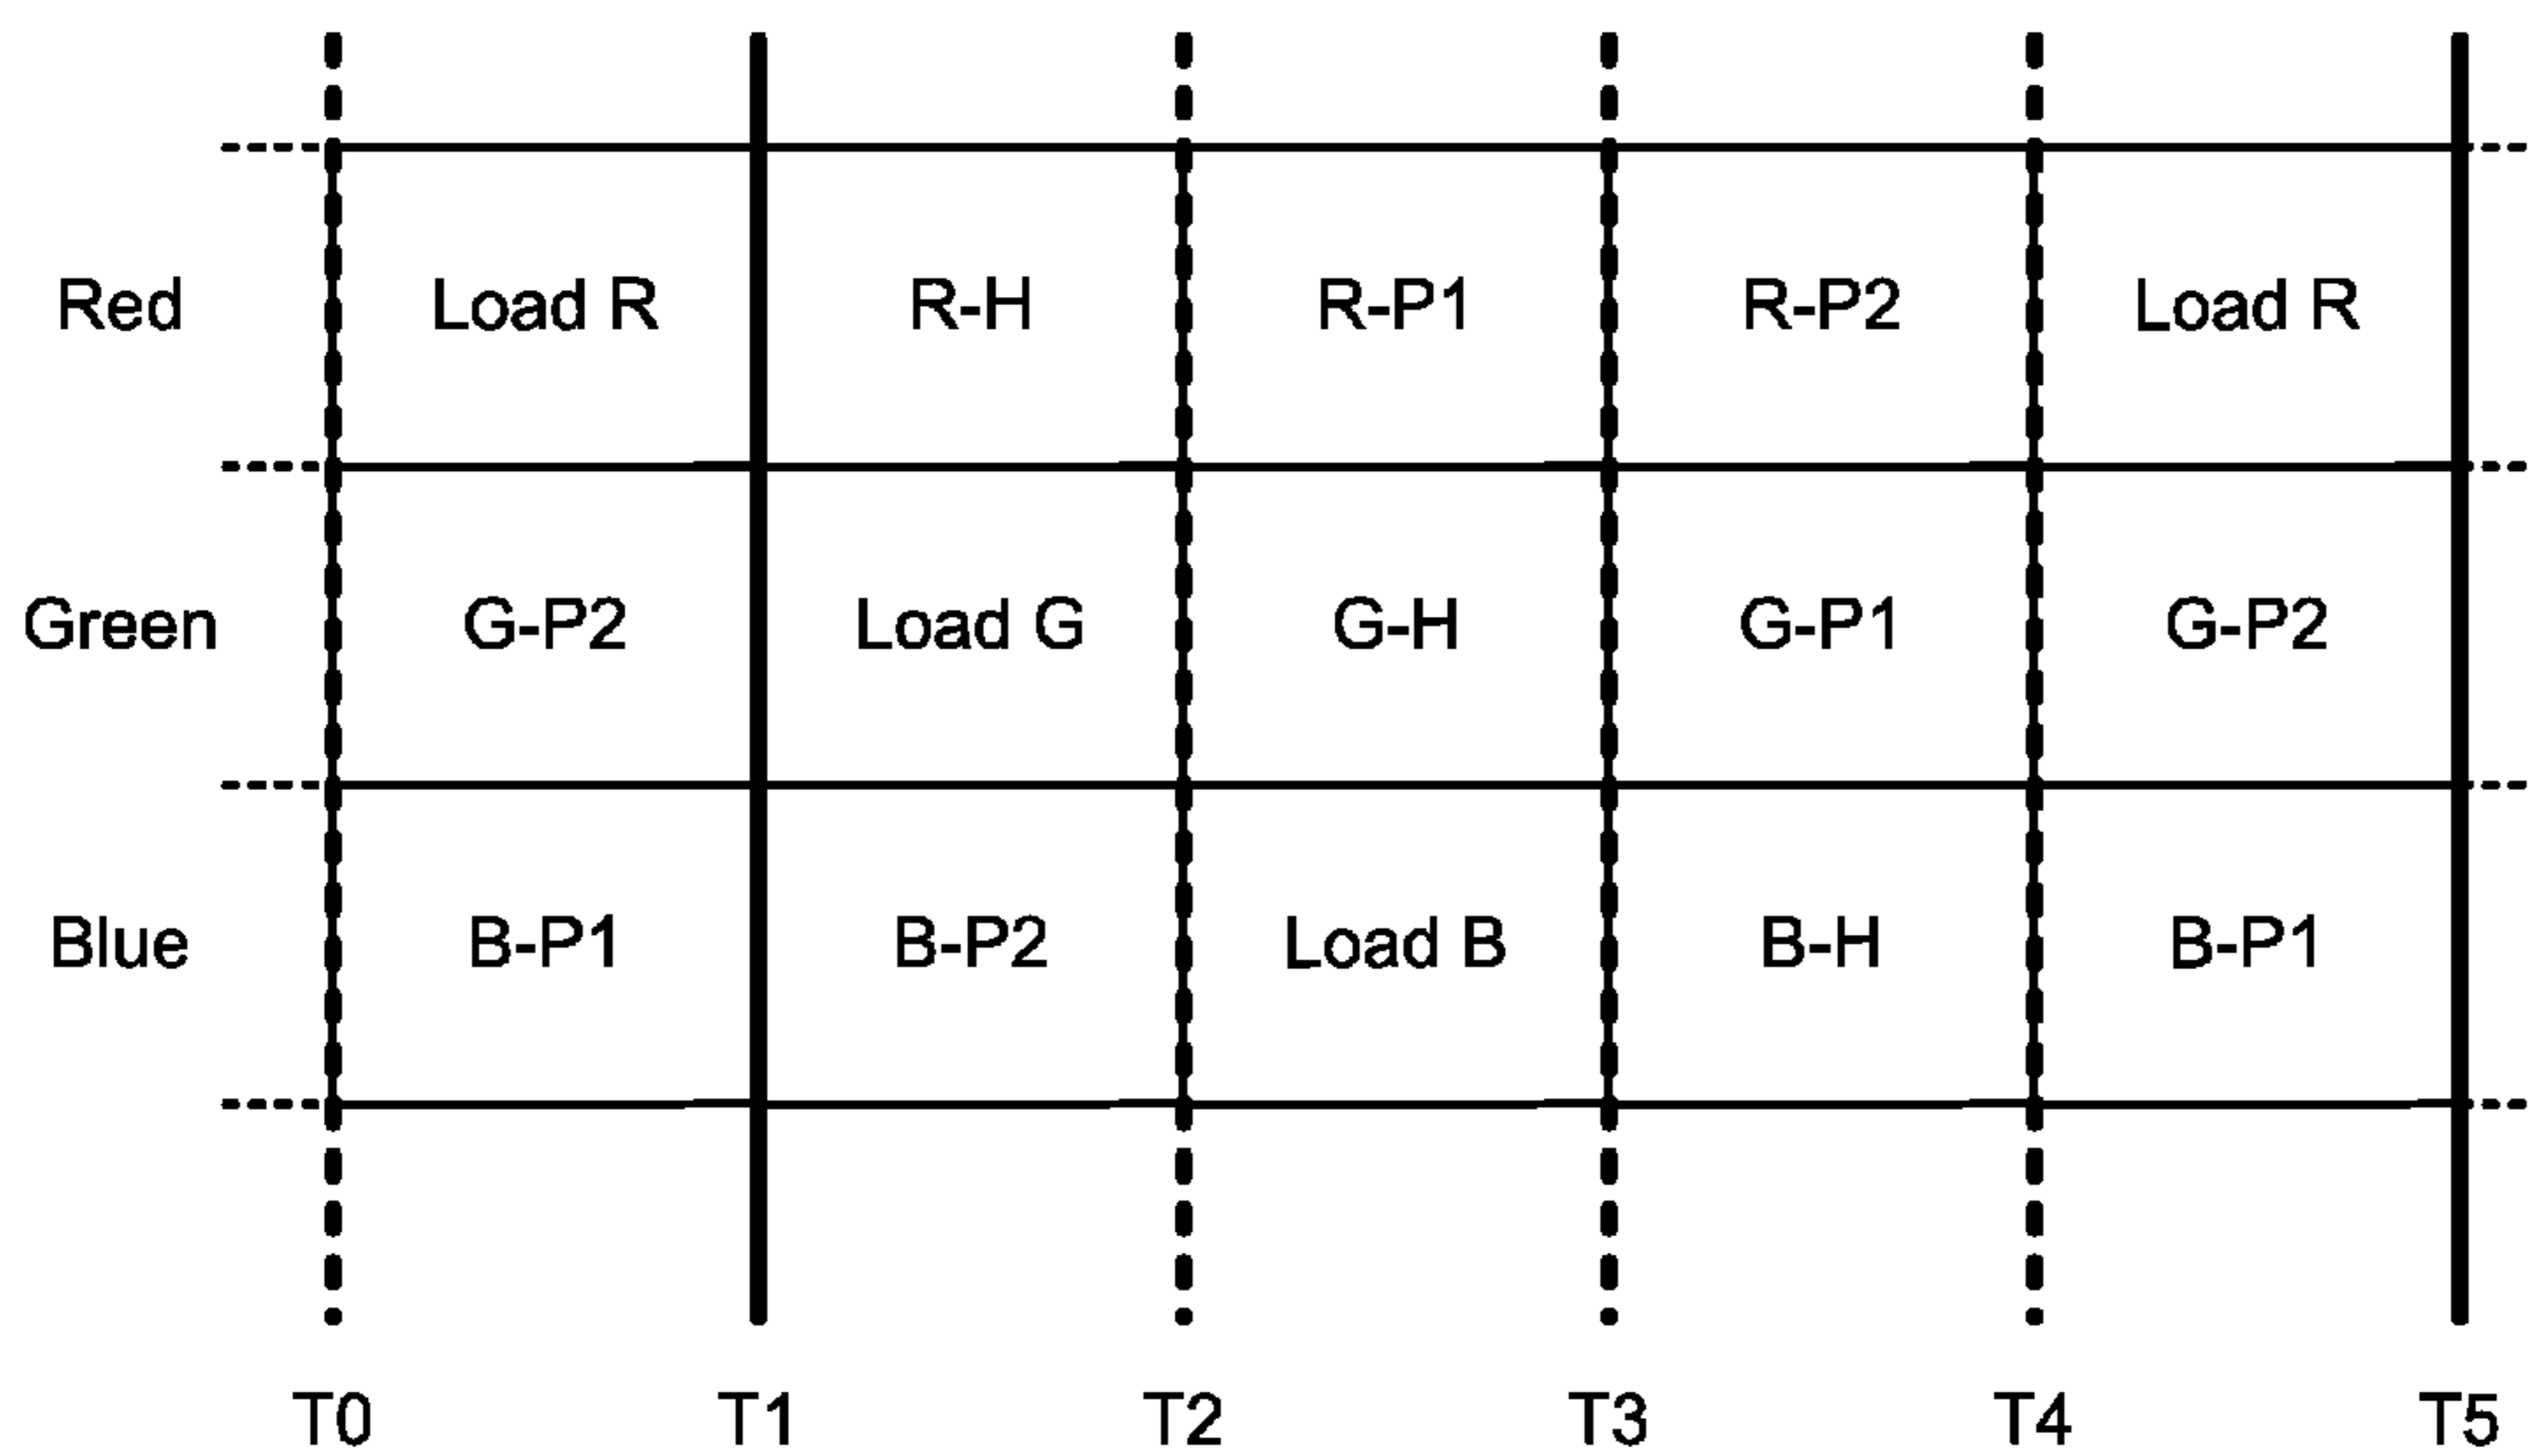 Red Load R R-H R-P1 R-P2 Load R
Green G-P2 Load G G-H G-P1 G-P2
Blue B-P1 B-P2 Load B B-H B-P1
T0 T1 T2 T3 T4 T5